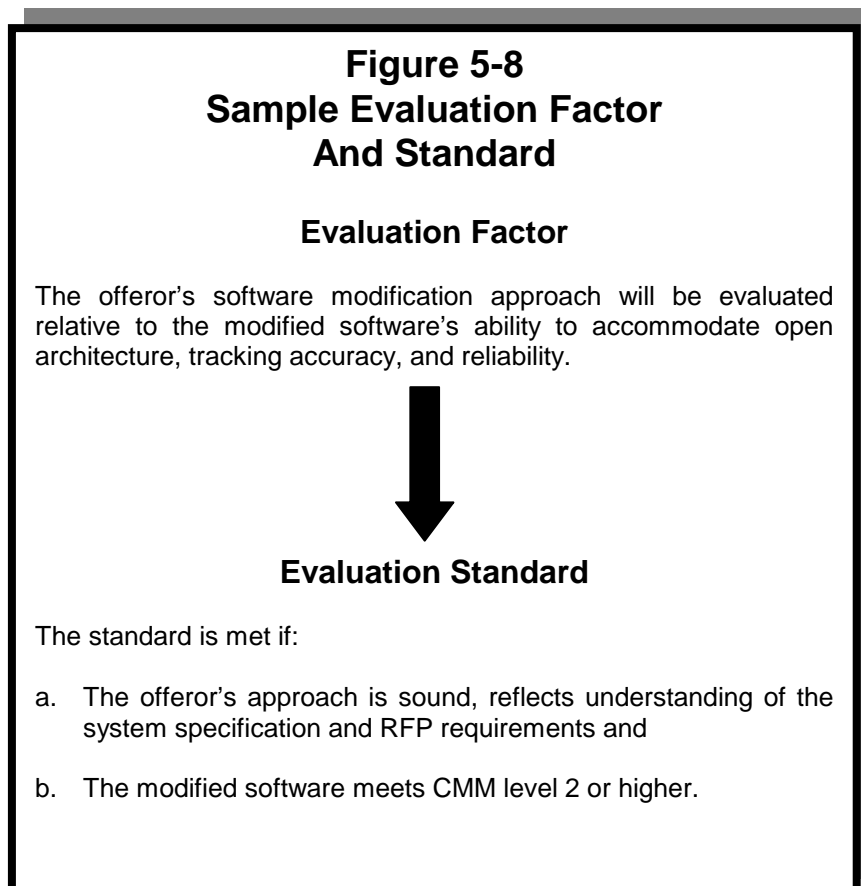 Figure 5-8
Sample Evaluation Factor
And Standard
Evaluation Factor
The offeror’s software modification approach will be evaluated
relative to the modified software’s ability to accommodate open
architecture, tracking accuracy, and reliability.
Evaluation Standard
The standard is met if:
a. The offeror’s approach is sound, reflects understanding of the
system specification and RFP requirements and
b. The modified software meets CMM level 2 or higher.